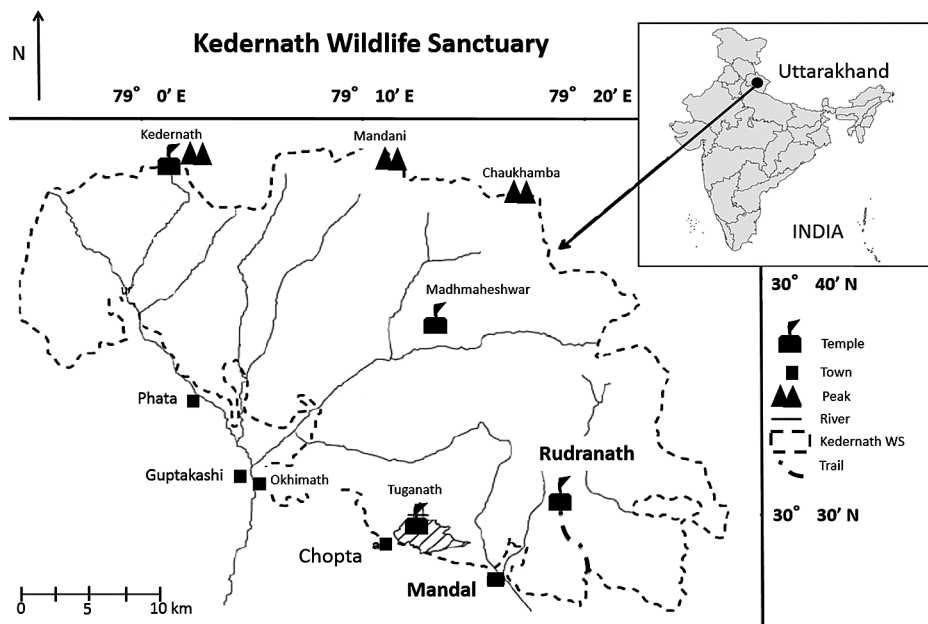 N
Kedernath Wildlife Sanctuary
79° 0' E
79° 10' E
79° 20' E
Uttarakhand
INDIA
Kedernath
Mandani
Chaukhamba
Madhmaheshwar
30° 40' N
Temple
Town
Peak
River
Kedernath WS
Trail
Phata
Guptakashi
Okhimath
Tuganath
Rudranath
30° 30' N
Chopta
Mandal
0 5 10 km